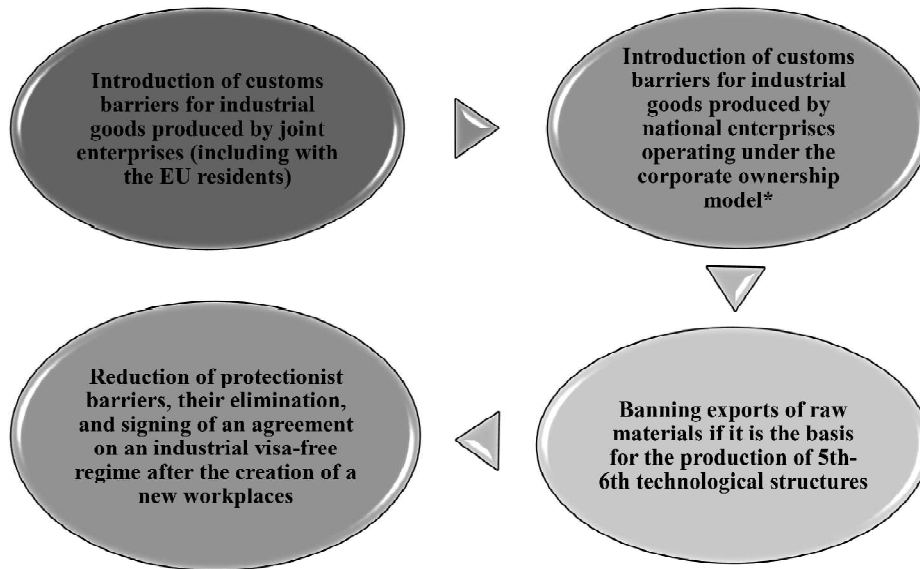 Introduction of customs
barriers for industrial
goods produced by joint
enterprises (including with
the EU residents)
Introduction of customs
barriers for industrial
goods produced by
national enterprises
operating under the
corporate ownership
model*
Banning exports of raw
materials if it is the basis
for the production of 5th-
6th technological structures
Reduction of protectionist
barriers, their elimination,
and signing of an agreement
on an industrial visa-free
regime after the creation of a
new workplaces